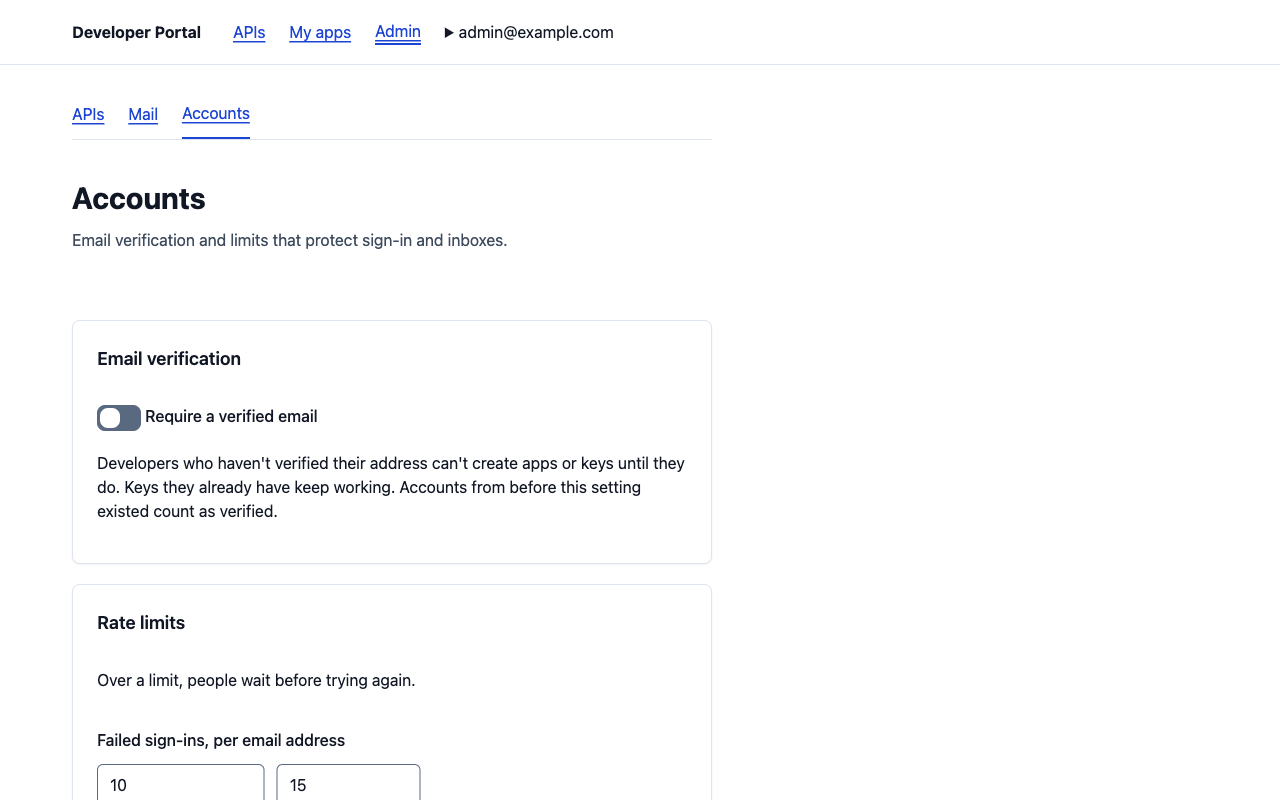 Developer Portal APIs My apps Admin ▶ admin@example.com
APIs Mail Accounts
Accounts
Email verification and limits that protect sign-in and inboxes.
Email verification
Require a verified email
Developers who haven't verified their address can't create apps or keys until they
do. Keys they already have keep working. Accounts from before this setting
existed count as verified.
Rate limits
Over a limit, people wait before trying again.
Failed sign-ins, per email address
10 15